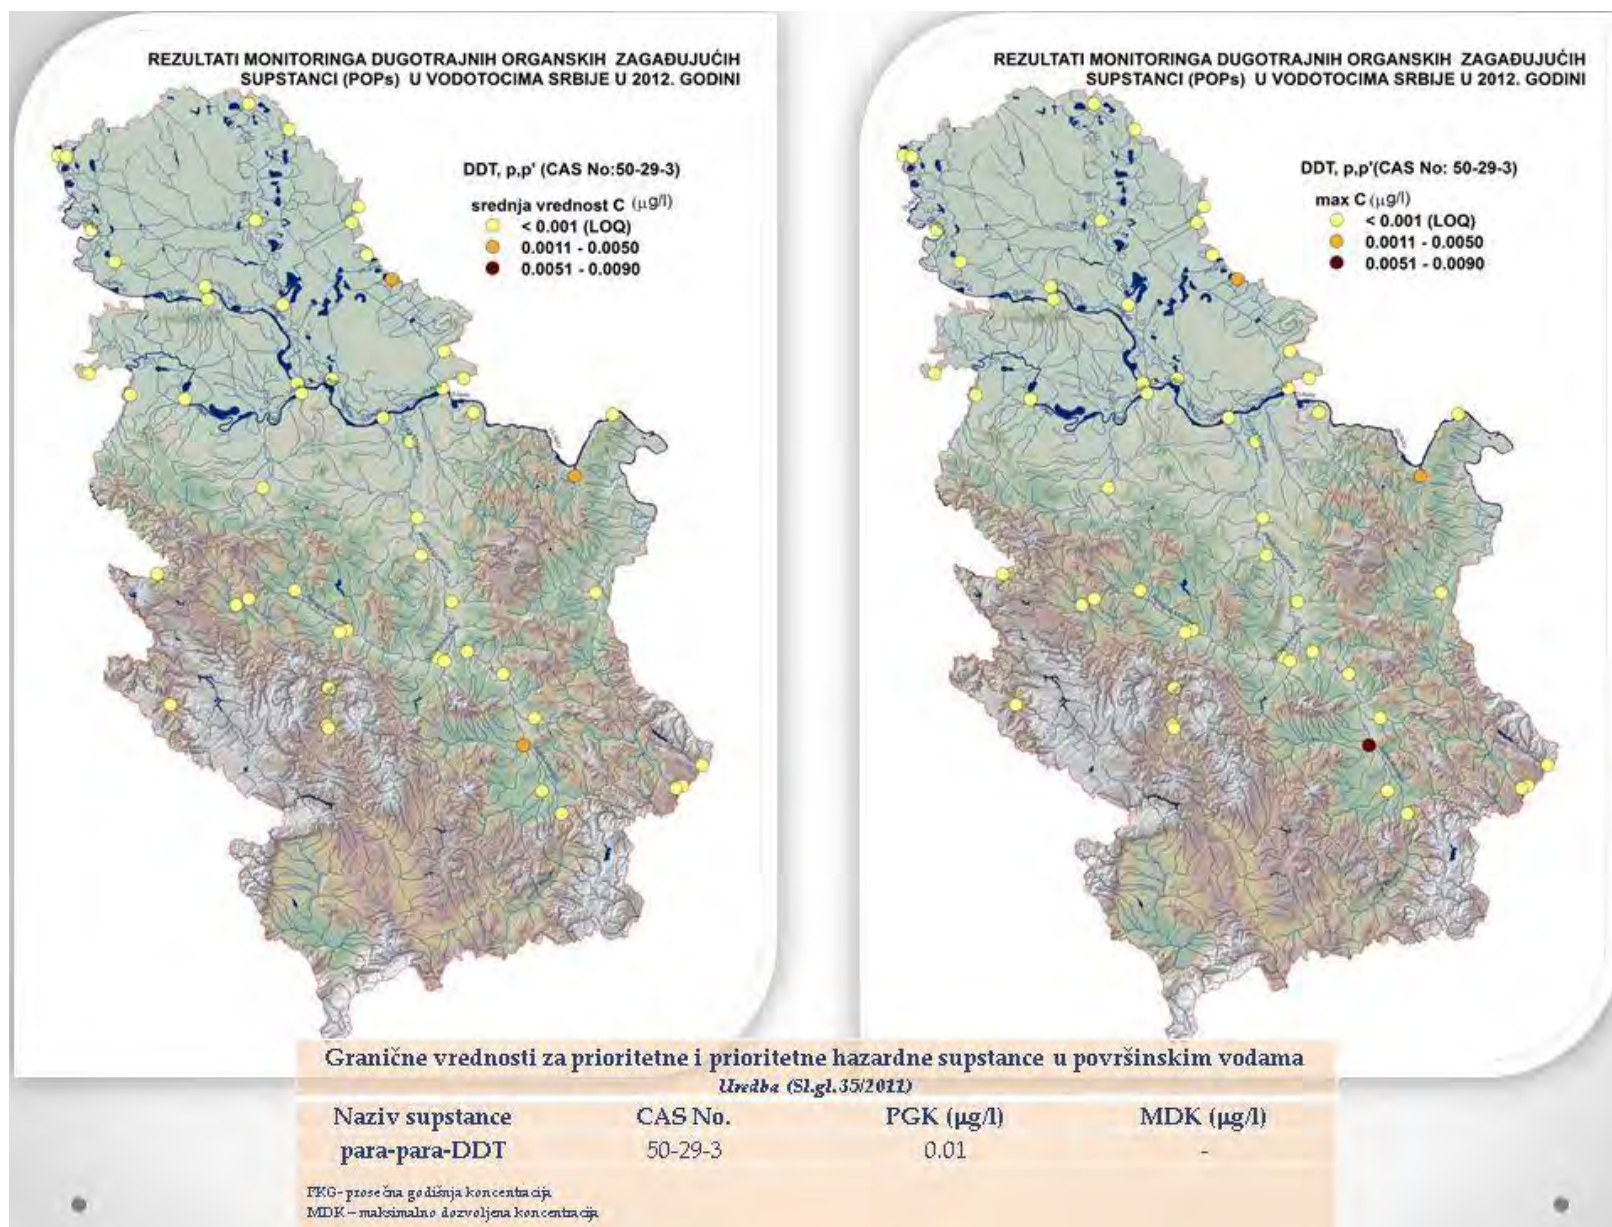 REZULTATI MONITORINGA DUGOTRAJNIH ORGANSKIH ZAGAĐUJUĆIH
SUPSTANCI (POPs) U VODOTOCIMA SRBIJE U 2012. GODINI
DDT, p,p' (CAS No:50-29-3)
srednja vrednost C (µg/l)
< 0.001 (LOQ)
0.0011 - 0.0050
0.0051 - 0.0090
REZULTATI MONITORINGA DUGOTRAJNIH ORGANSKIH ZAGAĐUJUĆIH
SUPSTANCI (POPs) U VODOTOCIMA SRBIJE U 2012. GODINI
DDT, p,p'(CAS No: 50-29-3)
max C (µg/l)
< 0.001 (LOQ)
0.0011 - 0.0050
0.0051 - 0.0090
Granične vrednosti za prioritetne i prioritetne hazardne supstance u površinskim vodama
Uredba (Sl.gl.35/2011)
Naziv supstance CAS No. PGK (µg/l) MDK (µg/l)
para-para-DDT 50-29-3 0.01 -
PKG- prosečna godišnja koncentracija
MDK – maksimalno dozvoljena koncentracija